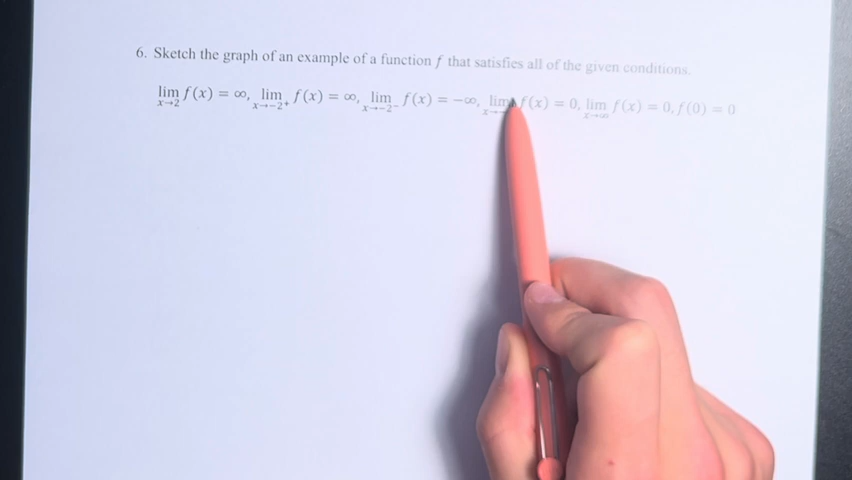 6. Sketch the graph of an example of a function f that satisfies all of the given conditions.
lim x→2 f(x) = ∞, lim x→−2⁺ f(x) = ∞, lim x→−2⁻ f(x) = −∞, lim f(x) = 0, lim x→∞ f(x) = 0, f(0) = 0